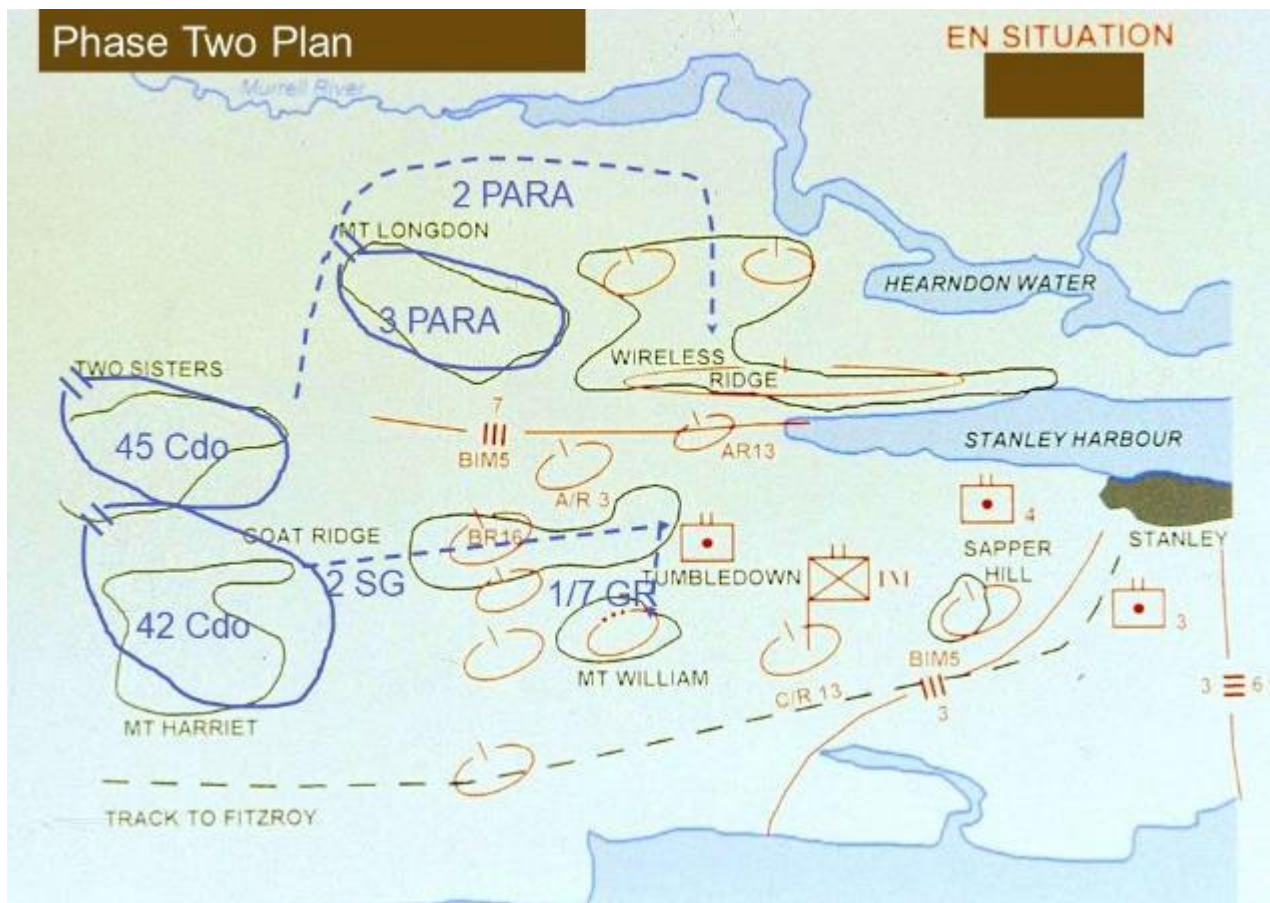 Phase Two Plan
EN SITUATION
Murrell River
2 PARA
MT LONGDON
HEARNDON WATER
3 PARA
WIRELESS
RIDGE
TWO SISTERS
7
45 Cdo
BIM5
AR13
STANLEY HARBOUR
A/R 3
4
GOAT RIDGE
BR16
STANLEY
SAPPER
HILL
TUMBLEDOWN
2 SG
1/7 GR
3
42 Cdo
BIM5
MT WILLIAM
C/R 13
3
3
6
MT HARRIET
TRACK TO FITZROY